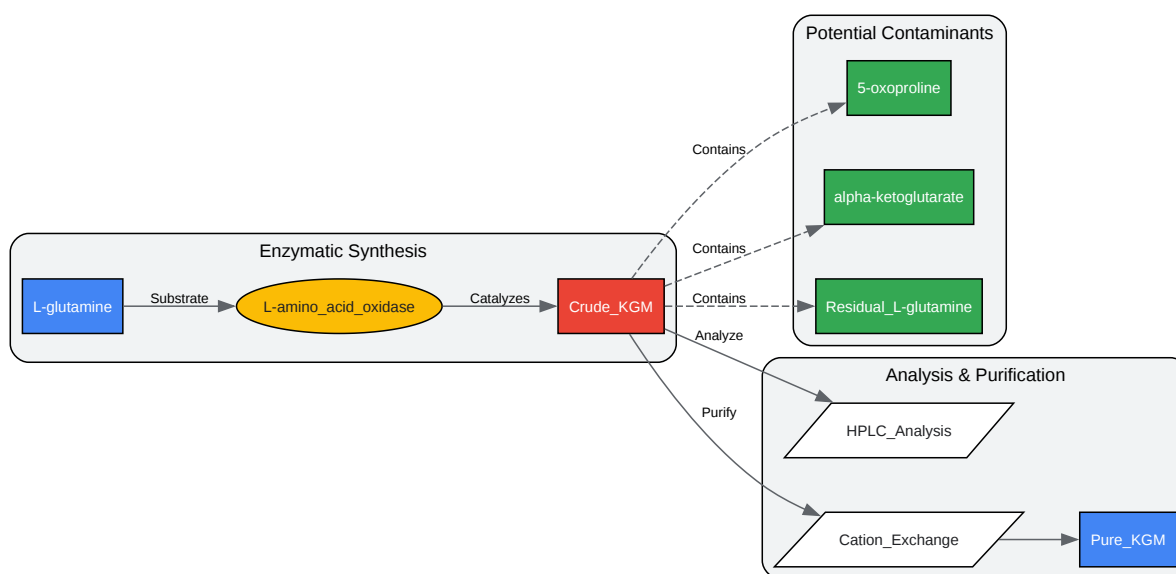 Potential Contaminants
5-oxoproline
Contains
alpha-ketoglutarate
Enzymatic Synthesis
Contains
L-glutamine
Substrate
L-amino_acid_oxidase
Catalyzes
Crude_KGM
Contains
Residual_L-glutamine
Analyze
Analysis & Purification
Purify
HPLC_Analysis
Cation_Exchange
Pure_KGM